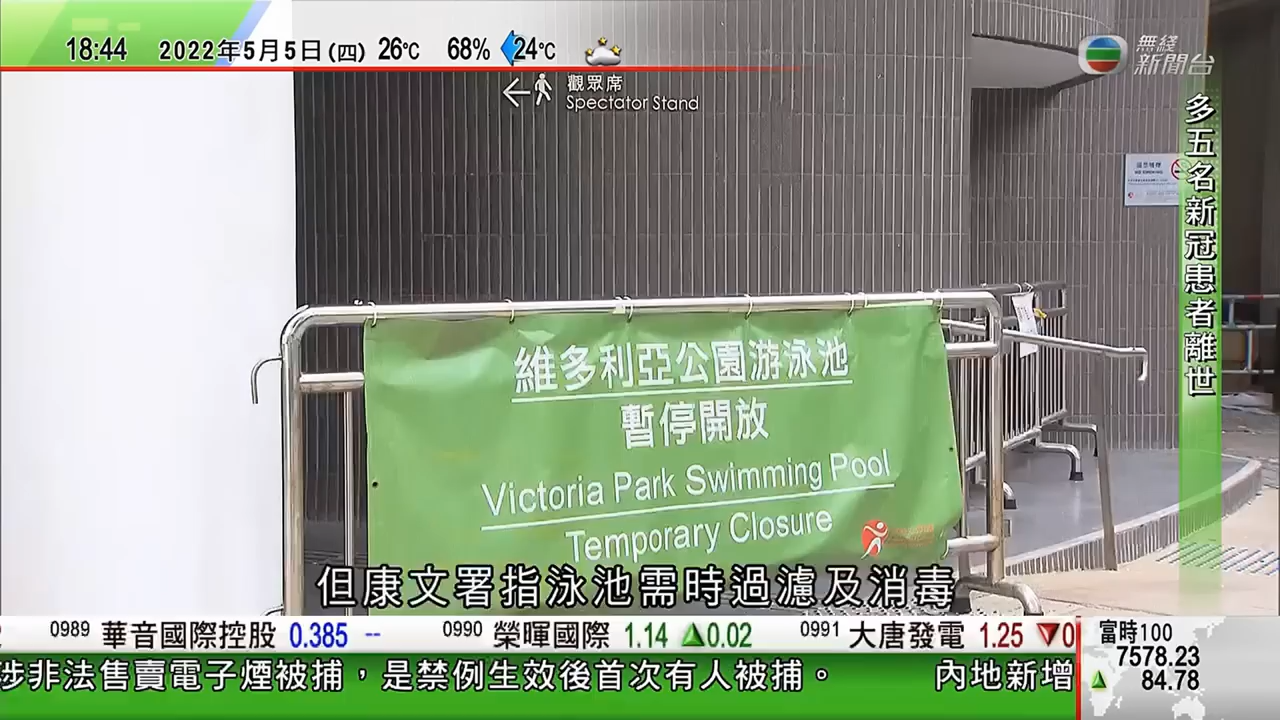 18:44 2022年5月5日(四) 26°C 68% 24°C
無綫
新聞台
觀眾席
Spectator Stand
多五名新冠患者離世
維多利亞公園游泳池
暫停開放
Victoria Park Swimming Pool
Temporary Closure
但康文署指泳池需時過濾及消毒
0989 華音國際控股 0.385 -- 0990 榮暉國際 1.14 ▲0.02 0991 大唐發電 1.25 ▼0
富時100
7578.23
▲ 84.78
涉非法售賣電子煙被捕，是禁例生效後首次有人被捕。 內地新增